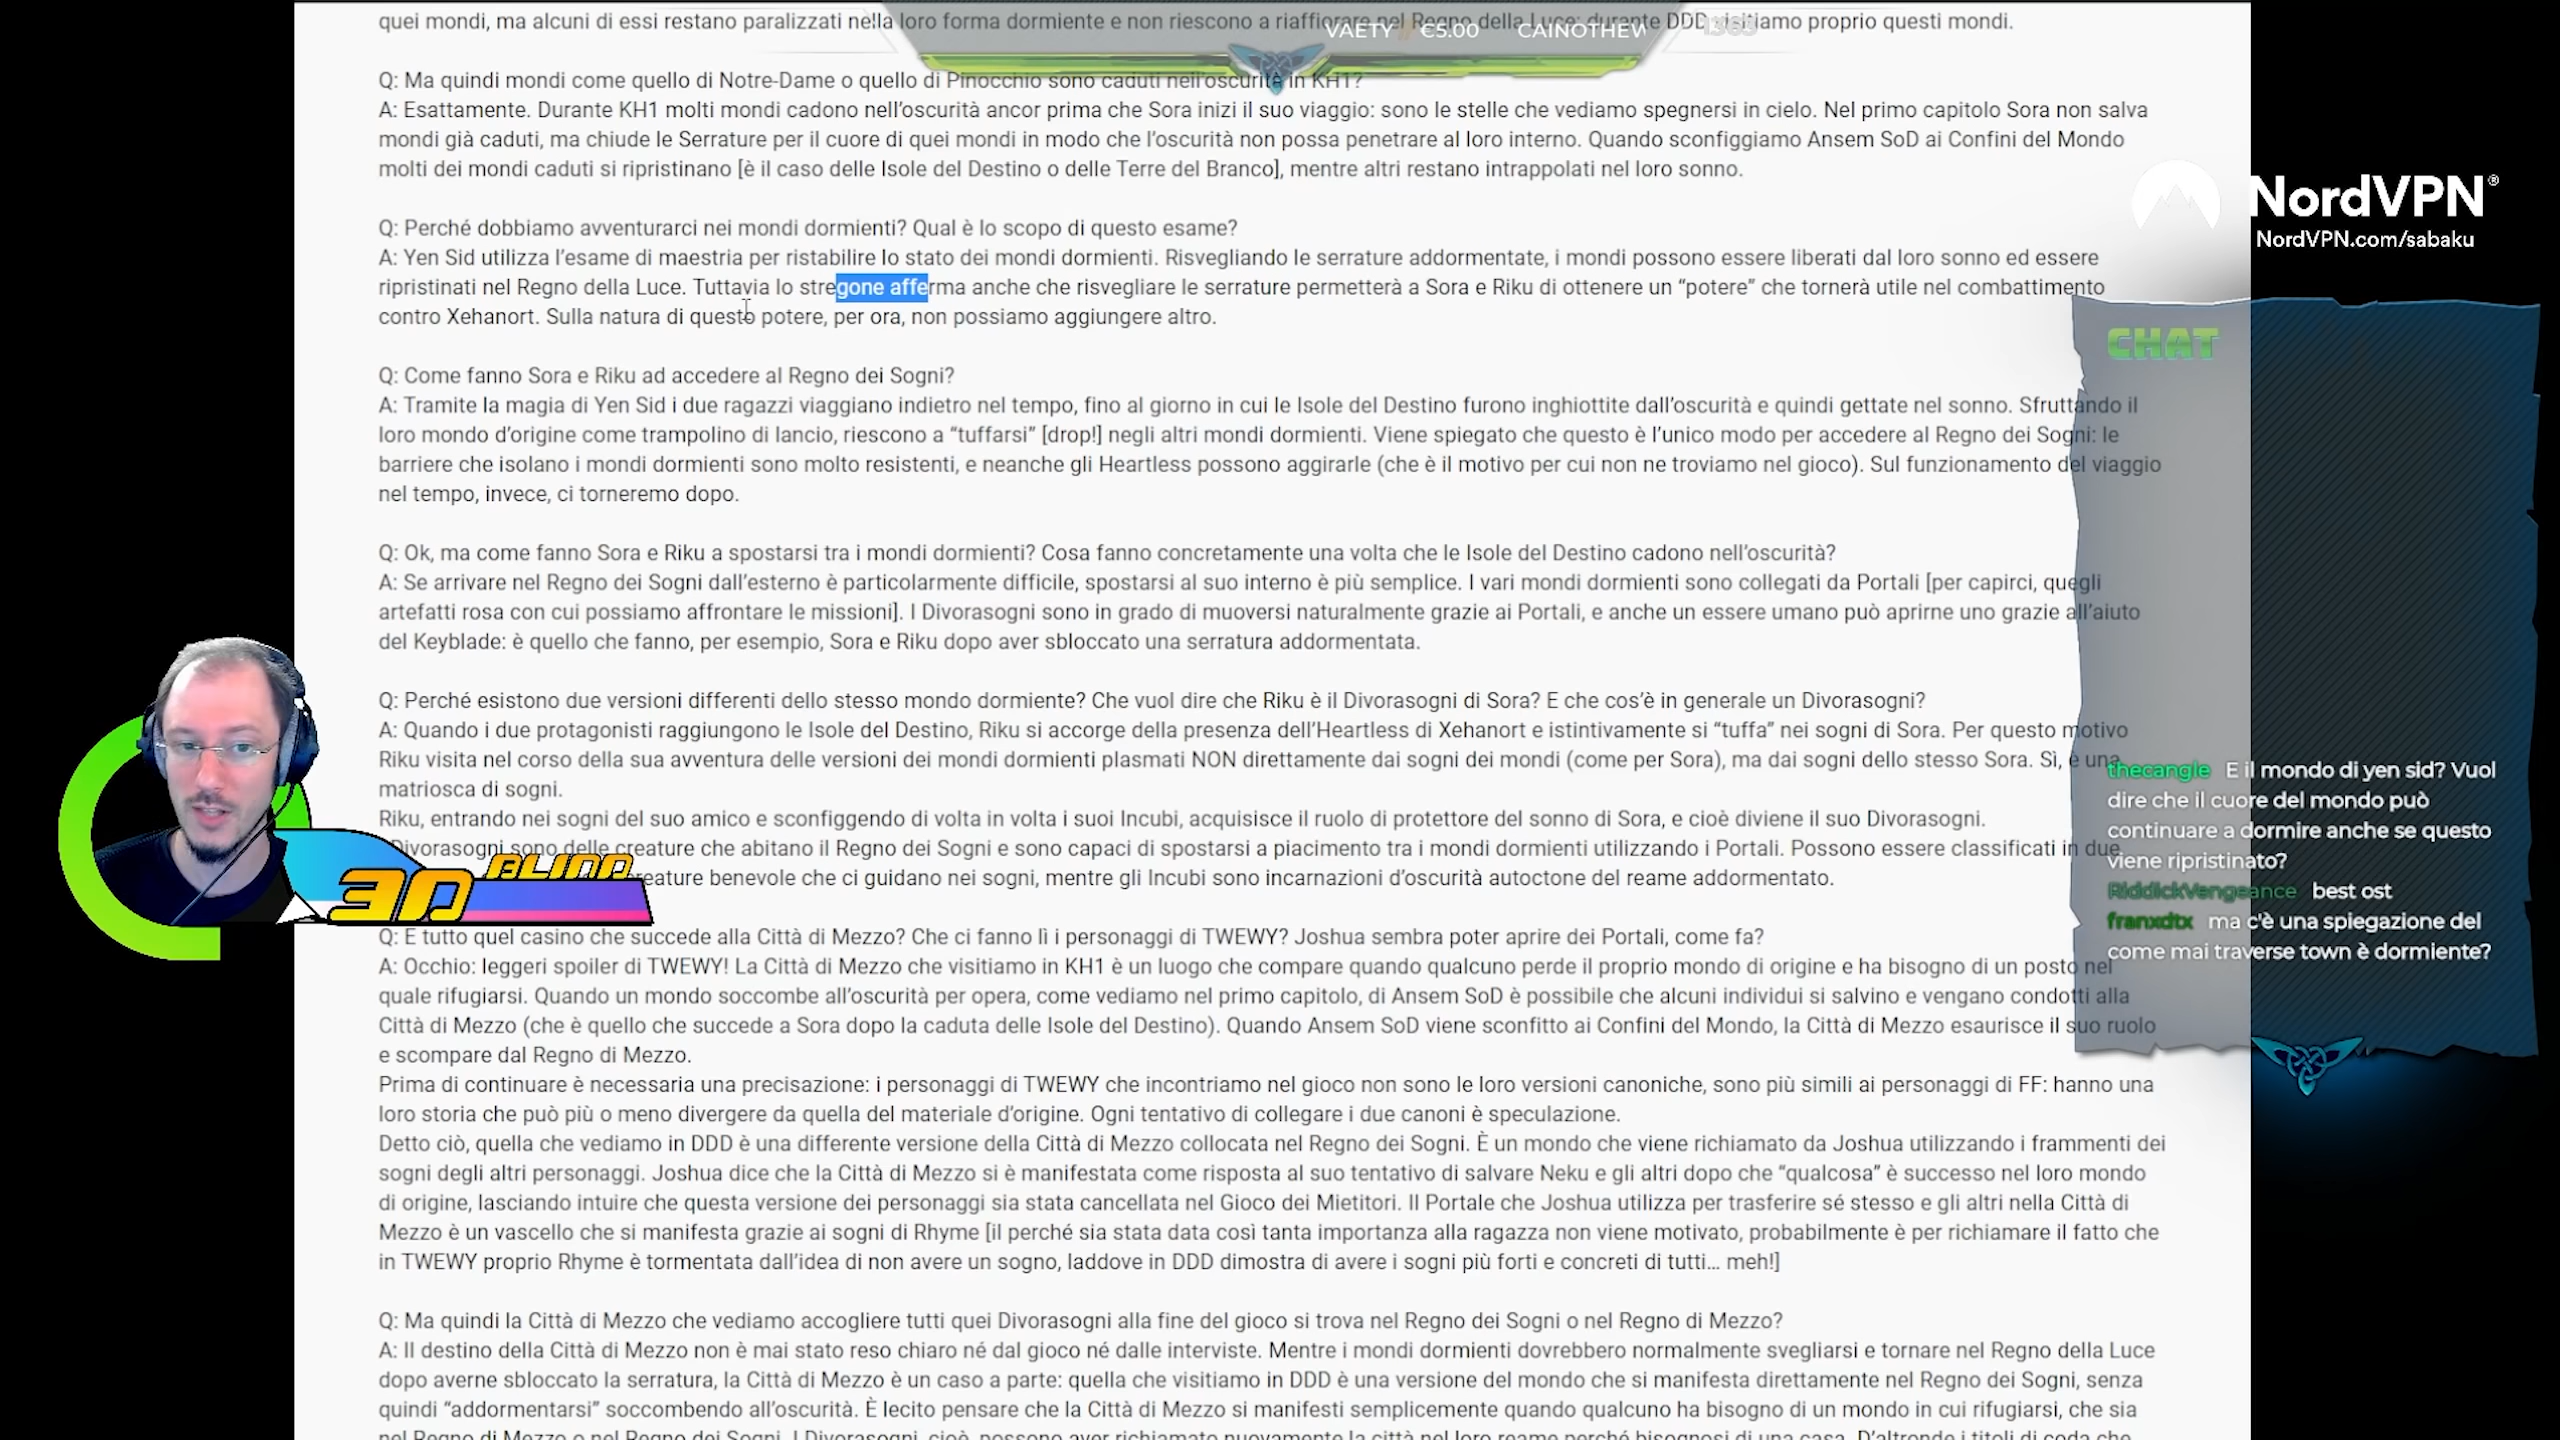 quei mondi, ma alcuni di essi restano paralizzati nella loro forma dormiente e non riescono a riaffiorare nel Regno della Luce: durante DDD visitiamo proprio questi mondi.
VAETY €5.00 CAINOTHEW
1363
Q: Ma quindi mondi come quello di Notre-Dame o quello di Pinocchio sono caduti nell'oscurità in KH1?
A: Esattamente. Durante KH1 molti mondi cadono nell'oscurità ancor prima che Sora inizi il suo viaggio: sono le stelle che vediamo spegnersi in cielo. Nel primo capitolo Sora non salva
mondi già caduti, ma chiude le Serrature per il cuore di quei mondi in modo che l'oscurità non possa penetrare al loro interno. Quando sconfiggiamo Ansem SoD ai Confini del Mondo
molti dei mondi caduti si ripristinano [è il caso delle Isole del Destino o delle Terre del Branco], mentre altri restano intrappolati nel loro sonno.
Q: Perché dobbiamo avventurarci nei mondi dormienti? Qual è lo scopo di questo esame?
A: Yen Sid utilizza l'esame di maestria per ristabilire lo stato dei mondi dormienti. Risvegliando le serrature addormentate, i mondi possono essere liberati dal loro sonno ed essere
ripristinati nel Regno della Luce. Tuttavia lo stregone afferma anche che risvegliare le serrature permetterà a Sora e Riku di ottenere un “potere” che tornerà utile nel combattimento
contro Xehanort. Sulla natura di questo potere, per ora, non possiamo aggiungere altro.
Q: Come fanno Sora e Riku ad accedere al Regno dei Sogni?
A: Tramite la magia di Yen Sid i due ragazzi viaggiano indietro nel tempo, fino al giorno in cui le Isole del Destino furono inghiottite dall'oscurità e quindi gettate nel sonno. Sfruttando il
loro mondo d'origine come trampolino di lancio, riescono a “tuffarsi” [drop!] negli altri mondi dormienti. Viene spiegato che questo è l'unico modo per accedere al Regno dei Sogni: le
barriere che isolano i mondi dormienti sono molto resistenti, e neanche gli Heartless possono aggirarle (che è il motivo per cui non ne troviamo nel gioco). Sul funzionamento del viaggio
nel tempo, invece, ci torneremo dopo.
Q: Ok, ma come fanno Sora e Riku a spostarsi tra i mondi dormienti? Cosa fanno concretamente una volta che le Isole del Destino cadono nell'oscurità?
A: Se arrivare nel Regno dei Sogni dall'esterno è particolarmente difficile, spostarsi al suo interno è più semplice. I vari mondi dormienti sono collegati da Portali [per capirci, quegli
artefatti rosa con cui possiamo affrontare le missioni]. I Divorasogni sono in grado di muoversi naturalmente grazie ai Portali, e anche un essere umano può aprirne uno grazie all'aiuto
del Keyblade: è quello che fanno, per esempio, Sora e Riku dopo aver sbloccato una serratura addormentata.
Q: Perché esistono due versioni differenti dello stesso mondo dormiente? Che vuol dire che Riku è il Divorasogni di Sora? E che cos'è in generale un Divorasogni?
A: Quando i due protagonisti raggiungono le Isole del Destino, Riku si accorge della presenza dell'Heartless di Xehanort e istintivamente si “tuffa” nei sogni di Sora. Per questo motivo
Riku visita nel corso della sua avventura delle versioni dei mondi dormienti plasmati NON direttamente dai sogni dei mondi (come per Sora), ma dai sogni dello stesso Sora. Sì, è una
matriosca di sogni.
Riku, entrando nei sogni del suo amico e sconfiggendo di volta in volta i suoi Incubi, acquisisce il ruolo di protettore del sonno di Sora, e cioè diviene il suo Divorasogni.
Divorasogni sono delle creature che abitano il Regno dei Sogni e sono capaci di spostarsi a piacimento tra i mondi dormienti utilizzando i Portali. Possono essere classificati in due
reature benevole che ci guidano nei sogni, mentre gli Incubi sono incarnazioni d'oscurità autoctone del reame addormentato.
Q: E tutto quel casino che succede alla Città di Mezzo? Che ci fanno lì i personaggi di TWEWY? Joshua sembra poter aprire dei Portali, come fa?
A: Occhio: leggeri spoiler di TWEWY! La Città di Mezzo che visitiamo in KH1 è un luogo che compare quando qualcuno perde il proprio mondo di origine e ha bisogno di un posto nel
quale rifugiarsi. Quando un mondo soccombe all'oscurità per opera, come vediamo nel primo capitolo, di Ansem SoD è possibile che alcuni individui si salvino e vengano condotti alla
Città di Mezzo (che è quello che succede a Sora dopo la caduta delle Isole del Destino). Quando Ansem SoD viene sconfitto ai Confini del Mondo, la Città di Mezzo esaurisce il suo ruolo
e scompare dal Regno di Mezzo.
Prima di continuare è necessaria una precisazione: i personaggi di TWEWY che incontriamo nel gioco non sono le loro versioni canoniche, sono più simili ai personaggi di FF: hanno una
loro storia che può più o meno divergere da quella del materiale d'origine. Ogni tentativo di collegare i due canoni è speculazione.
Detto ciò, quella che vediamo in DDD è una differente versione della Città di Mezzo collocata nel Regno dei Sogni. È un mondo che viene richiamato da Joshua utilizzando i frammenti dei
sogni degli altri personaggi. Joshua dice che la Città di Mezzo si è manifestata come risposta al suo tentativo di salvare Neku e gli altri dopo che “qualcosa” è successo nel loro mondo
di origine, lasciando intuire che questa versione dei personaggi sia stata cancellata nel Gioco dei Mietitori. Il Portale che Joshua utilizza per trasferire sé stesso e gli altri nella Città di
Mezzo è un vascello che si manifesta grazie ai sogni di Rhyme [il perché sia stata data così tanta importanza alla ragazza non viene motivato, probabilmente è per richiamare il fatto che
in TWEWY proprio Rhyme è tormentata dall'idea di non avere un sogno, laddove in DDD dimostra di avere i sogni più forti e concreti di tutti… meh!]
Q: Ma quindi la Città di Mezzo che vediamo accogliere tutti quei Divorasogni alla fine del gioco si trova nel Regno dei Sogni o nel Regno di Mezzo?
A: Il destino della Città di Mezzo non è mai stato reso chiaro né dal gioco né dalle interviste. Mentre i mondi dormienti dovrebbero normalmente svegliarsi e tornare nel Regno della Luce
dopo averne sbloccato la serratura, la Città di Mezzo è un caso a parte: quella che visitiamo in DDD è una versione del mondo che si manifesta direttamente nel Regno dei Sogni, senza
quindi “addormentarsi” soccombendo all'oscurità. È lecito pensare che la Città di Mezzo si manifesti semplicemente quando qualcuno ha bisogno di un mondo in cui rifugiarsi, che sia
nel Regno di Mezzo o nel Regno dei Sogni. I Divorasogni, cioè, possono aver richiamato nuovamente la città nel loro reame perché bisognosi di una casa. D'altronde i titoli di coda che
NordVPN®
NordVPN.com/sabaku
CHAT
thecangle E il mondo di yen sid? Vuol
dire che il cuore del mondo può
continuare a dormire anche se questo
viene ripristinato?
RiddickVengeance best ost
franxdtx ma c'è una spiegazione del
come mai traverse town è dormiente?
3D BLIND